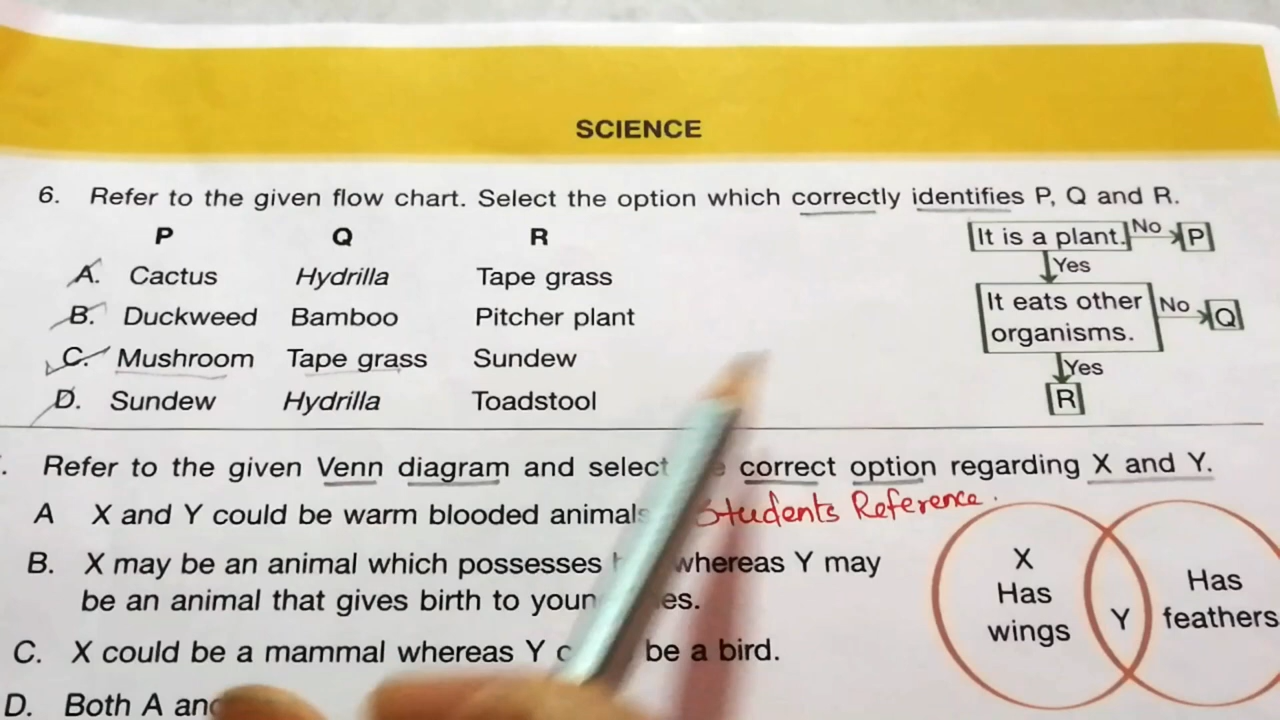 SCIENCE
6. Refer to the given flow chart. Select the option which correctly identifies P, Q and R.
P Q R
A. Cactus Hydrilla Tape grass
B. Duckweed Bamboo Pitcher plant
C. Mushroom Tape grass Sundew
D. Sundew Hydrilla Toadstool
It is a plant. No P
Yes
It eats other No Q
organisms.
Yes
R
. Refer to the given Venn diagram and select correct option regarding X and Y.
A X and Y could be warm blooded animals Students Reference.
B. X may be an animal which possesses whereas Y may
be an animal that gives birth to
C. X could be a mammal whereas Y be a bird.
D. Both A and
X
Has
wings
Y
Has
feathers